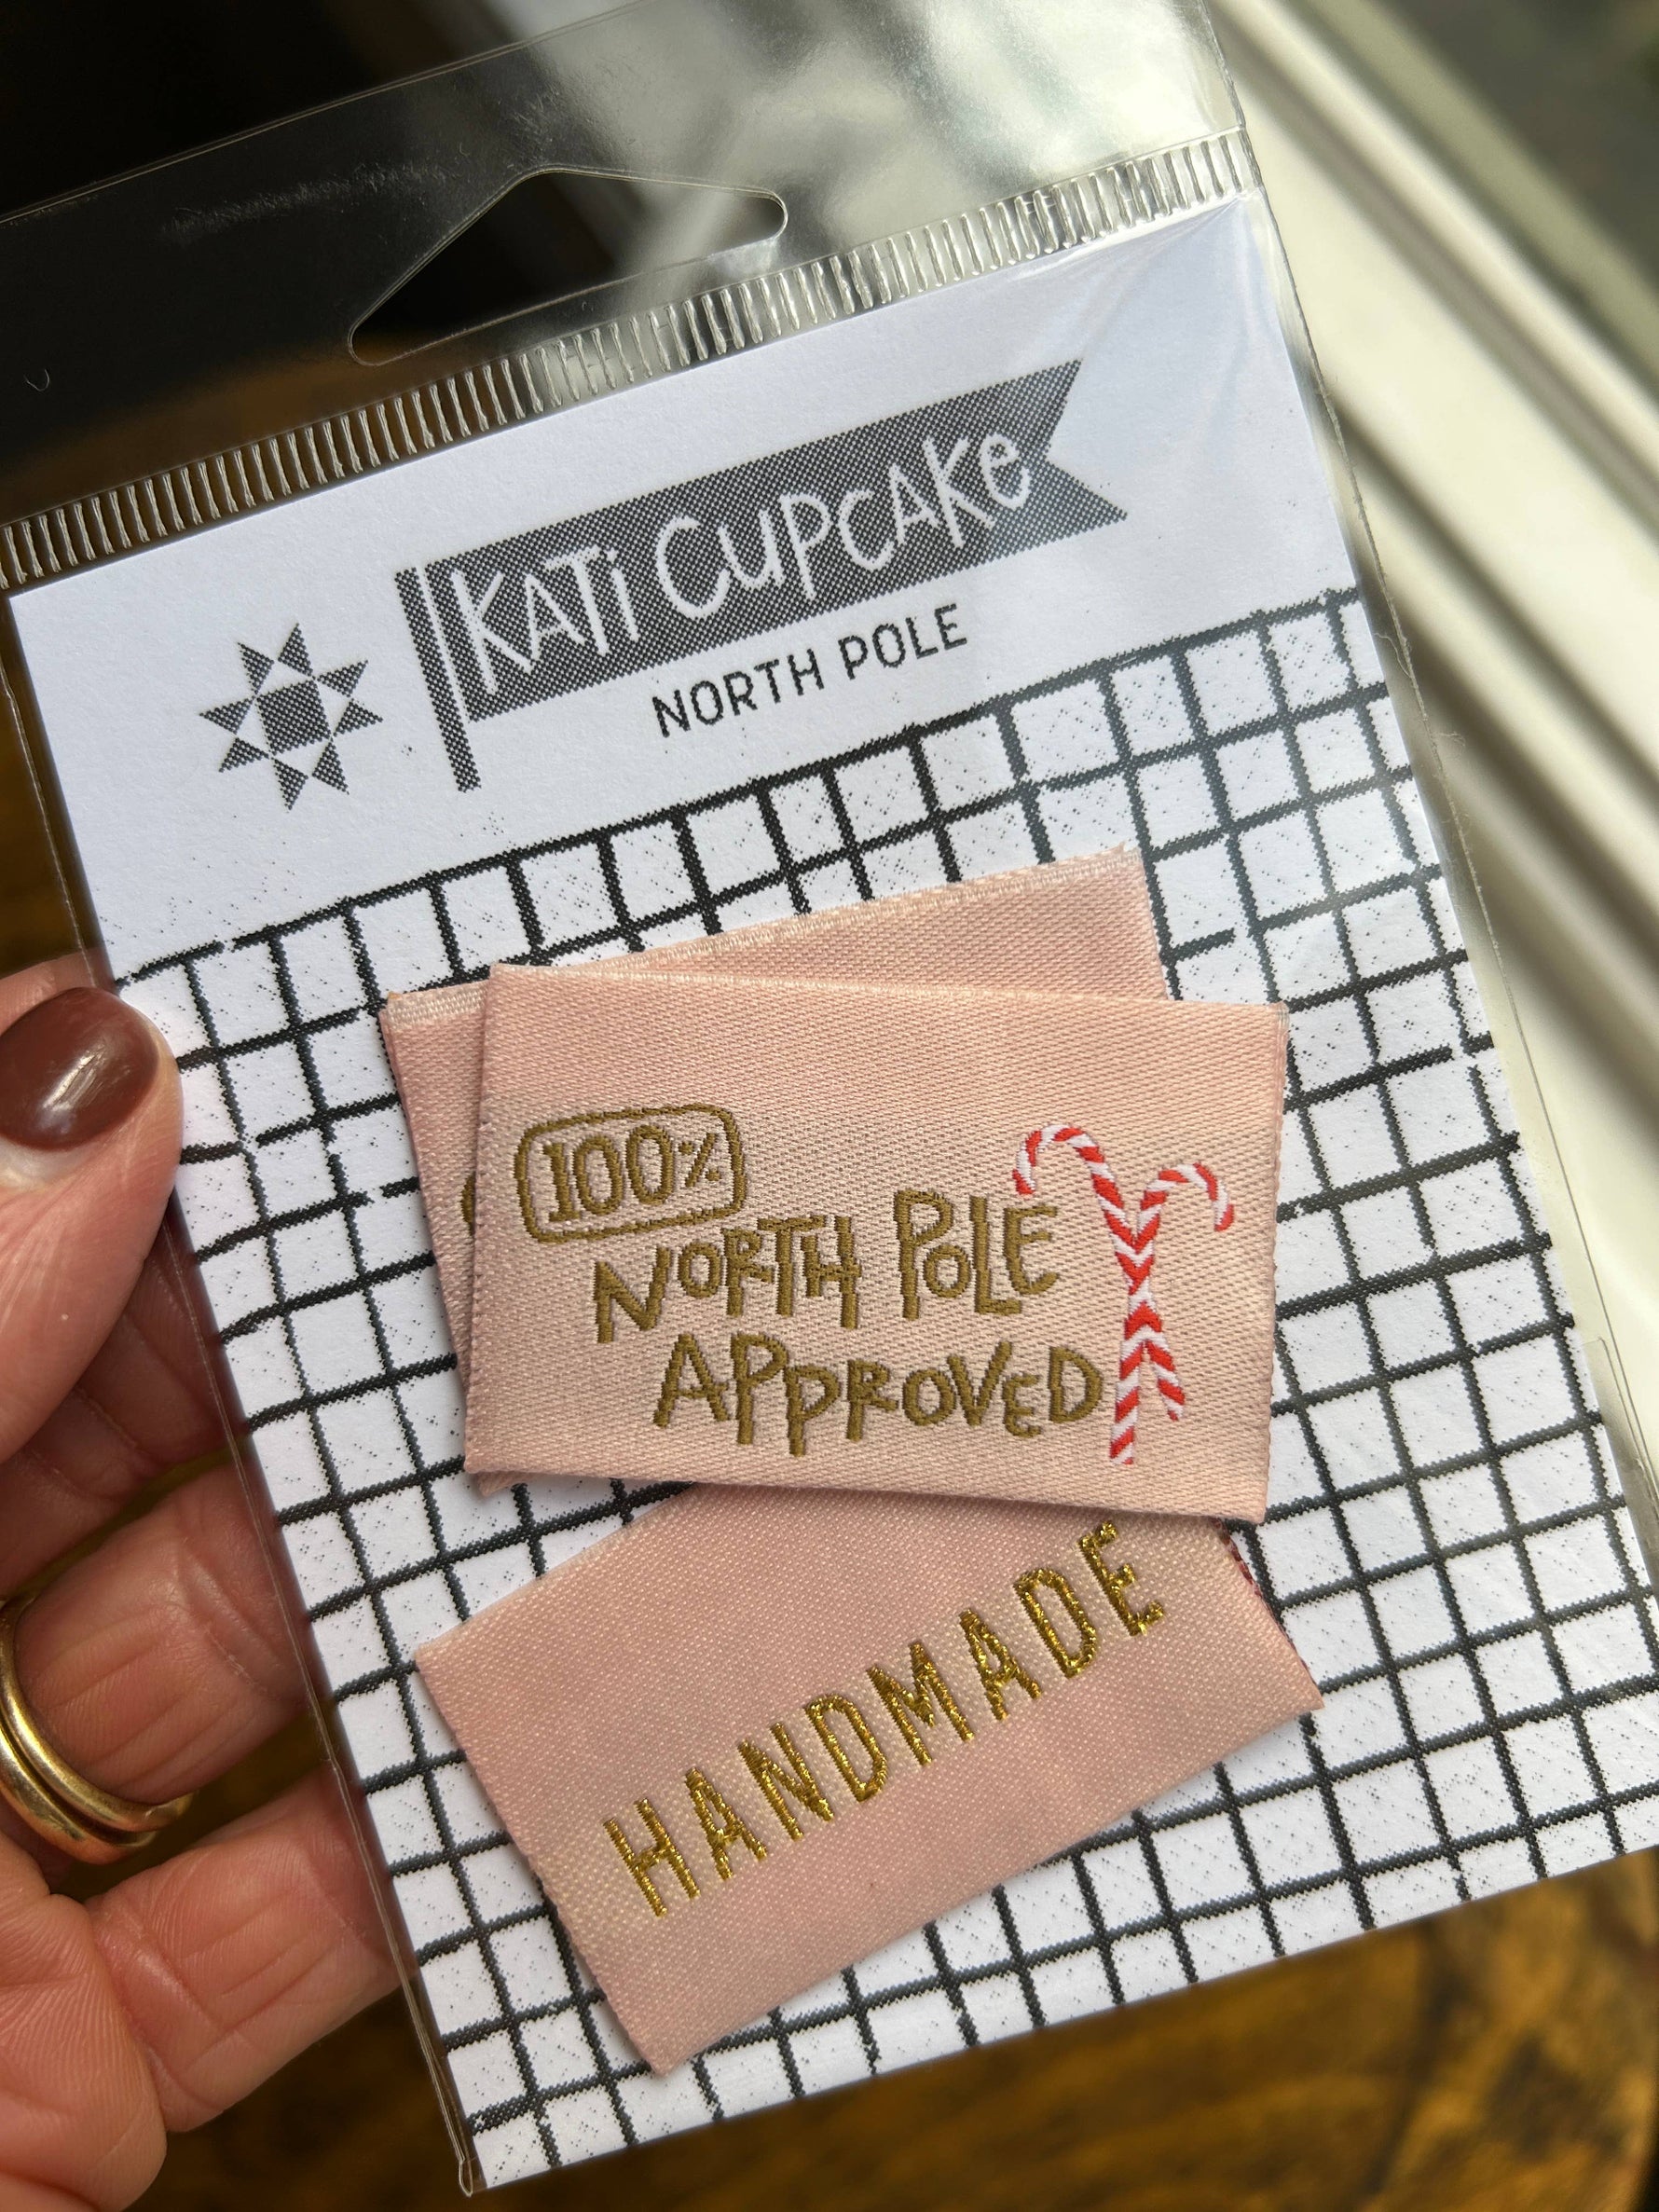 KATi CUPCAKe
NORTH POLE
100%
NORTH POLE
APPROVED
HANDMADE